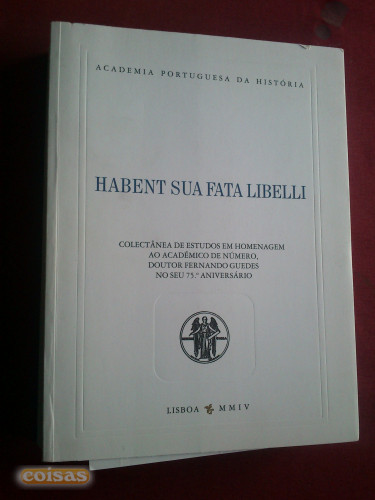 ACADEMIA PORTUGUESA DA HISTÓRIA
HABENT SUA FATA LIBELLI
COLECTÂNEA DE ESTUDOS EM HOMENAGEM
AO ACADÉMICO DE NÚMERO,
DOUTOR FERNANDO GUEDES
NO SEU 75.º ANIVERSÁRIO
LISBOA MMIV
coisas